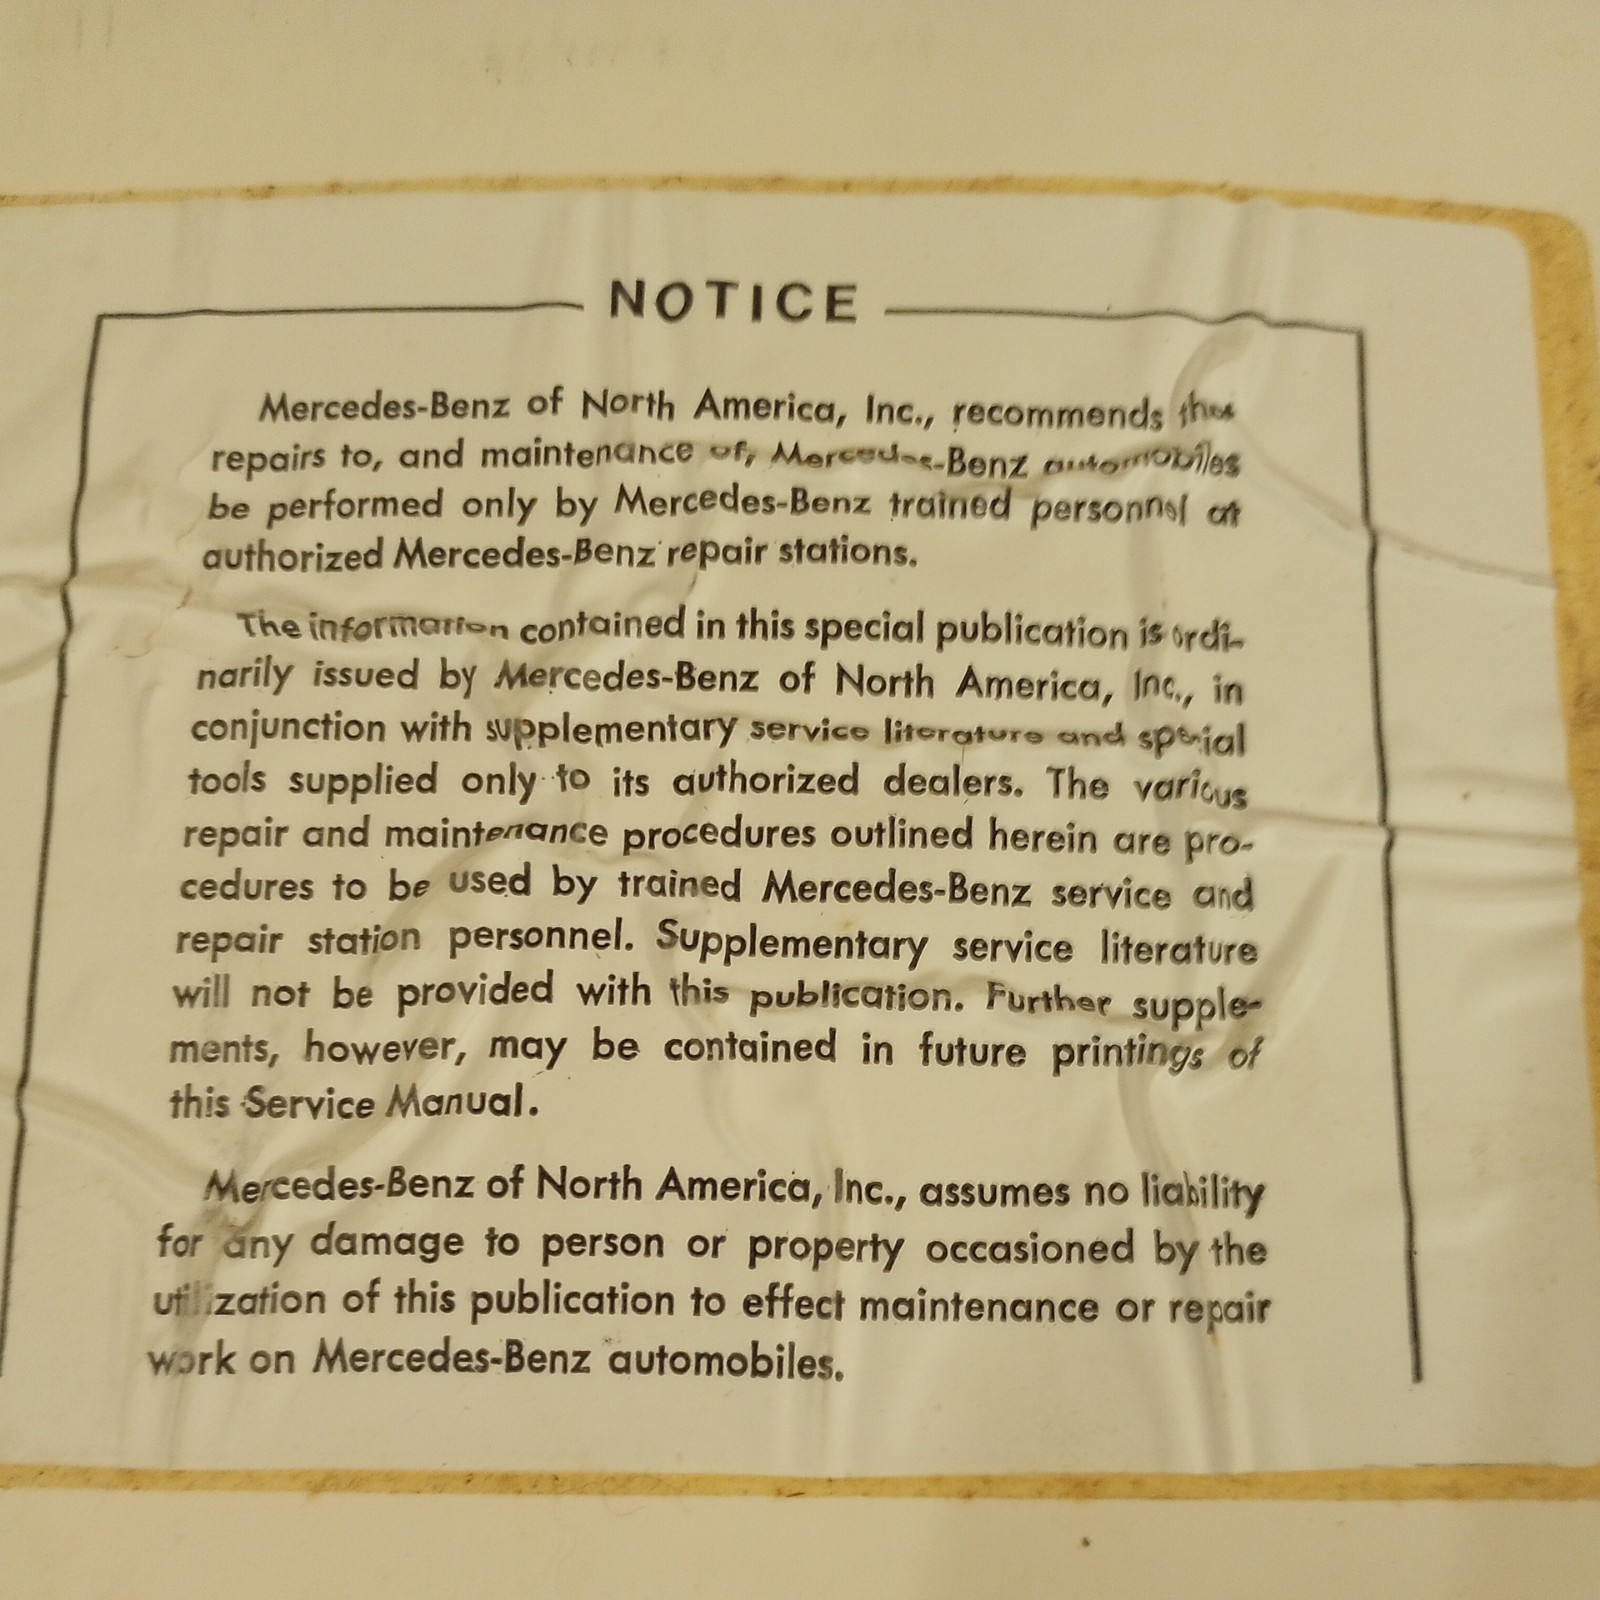 NOTICE
Mercedes-Benz of North America, Inc., recommends that
repairs to, and maintenance of, Mercedes-Benz automobiles
be performed only by Mercedes-Benz trained personnel at
authorized Mercedes-Benz repair stations.
The information contained in this special publication is ordi-
narily issued by Mercedes-Benz of North America, Inc., in
conjunction with supplementary service literature and special
tools supplied only to its authorized dealers. The various
repair and maintenance procedures outlined herein are pro-
cedures to be used by trained Mercedes-Benz service and
repair station personnel. Supplementary service literature
will not be provided with this publication. Further supple-
ments, however, may be contained in future printings of
this Service Manual.
Mercedes-Benz of North America, Inc., assumes no liability
for any damage to person or property occasioned by the
utilization of this publication to effect maintenance or repair
work on Mercedes-Benz automobiles.